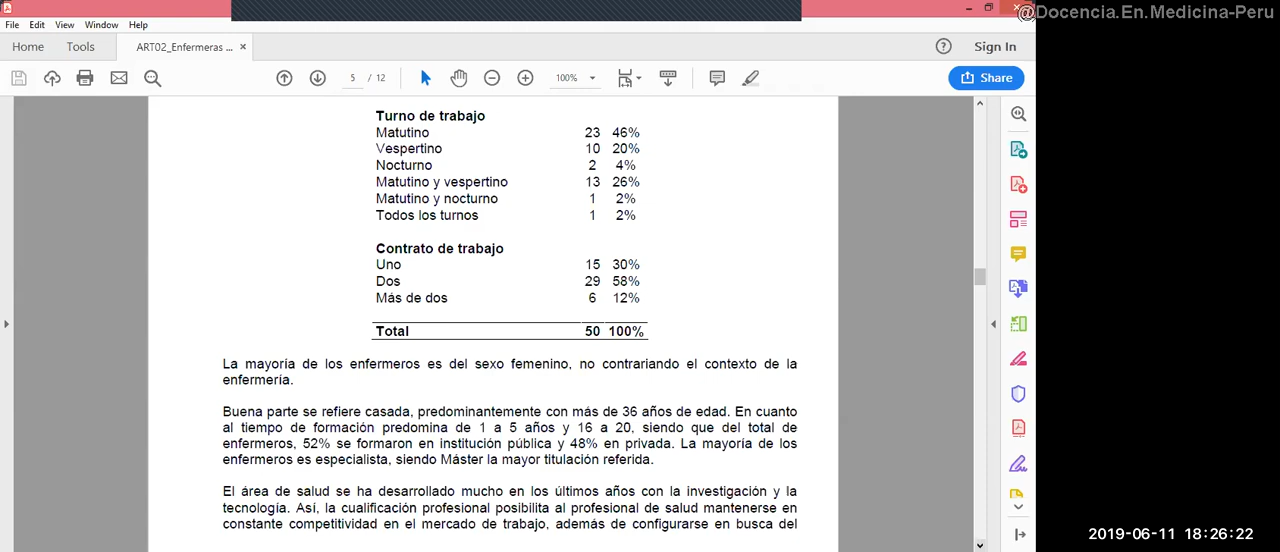 @Docencia.En.Medicina-Peru
File Edit View Window Help
Home Tools ART02_Enfermeras ... × Sign In
5 / 12 100% Share
Turno de trabajo
Matutino 23 46%
Vespertino 10 20%
Nocturno 2 4%
Matutino y vespertino 13 26%
Matutino y nocturno 1 2%
Todos los turnos 1 2%
Contrato de trabajo
Uno 15 30%
Dos 29 58%
Más de dos 6 12%
Total 50 100%
La mayoría de los enfermeros es del sexo femenino, no contrariando el contexto de la
enfermería.
Buena parte se refiere casada, predominantemente con más de 36 años de edad. En cuanto
al tiempo de formación predomina de 1 a 5 años y 16 a 20, siendo que del total de
enfermeros, 52% se formaron en institución pública y 48% en privada. La mayoría de los
enfermeros es especialista, siendo Máster la mayor titulación referida.
El área de salud se ha desarrollado mucho en los últimos años con la investigación y la
tecnología. Así, la cualificación profesional posibilita al profesional de salud mantenerse en
constante competitividad en el mercado de trabajo, además de configurarse en busca del
2019-06-11 18:26:22